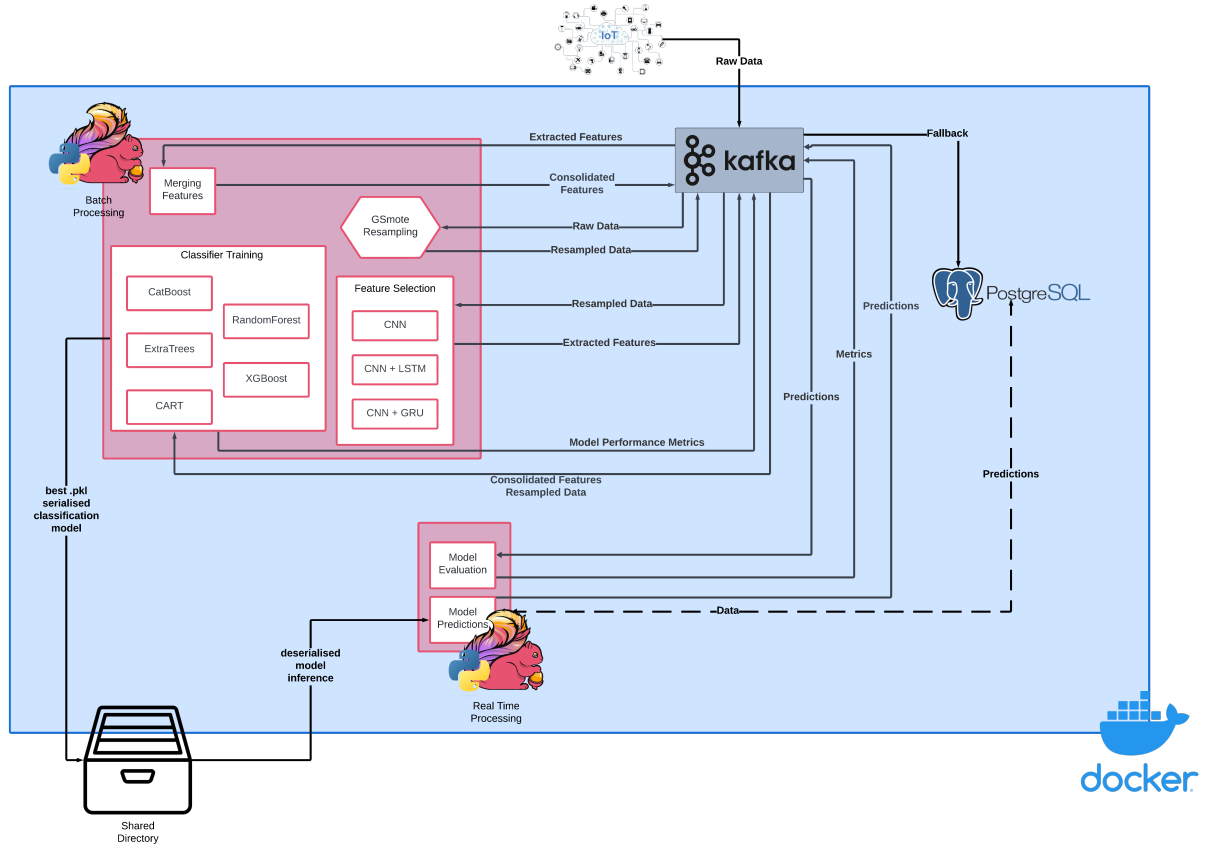 IoT
Raw Data
Extracted Features
kafka
Fallback
Batch
Processing
Merging
Features
Consolidated
Features
GSmote
Resampling
Raw Data
Resampled Data
Classifier Training
CatBoost
RandomForest
ExtraTrees
XGBoost
CART
Feature Selection
CNN
CNN + LSTM
CNN + GRU
Resampled Data
Extracted Features
PostgreSQL
Predictions
Metrics
Predictions
Model Performance Metrics
Consolidated Features
Resampled Data
Predictions
best .pkl
serialised
classification
model
Model
Evaluation
Model
Predictions
Data
deserialised
model
inference
Real Time
Processing
docker
Shared
Directory